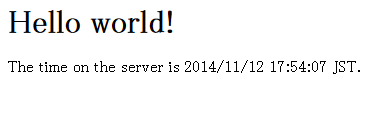 Hello world!
The time on the server is 2014/11/12 17:54:07 JST.